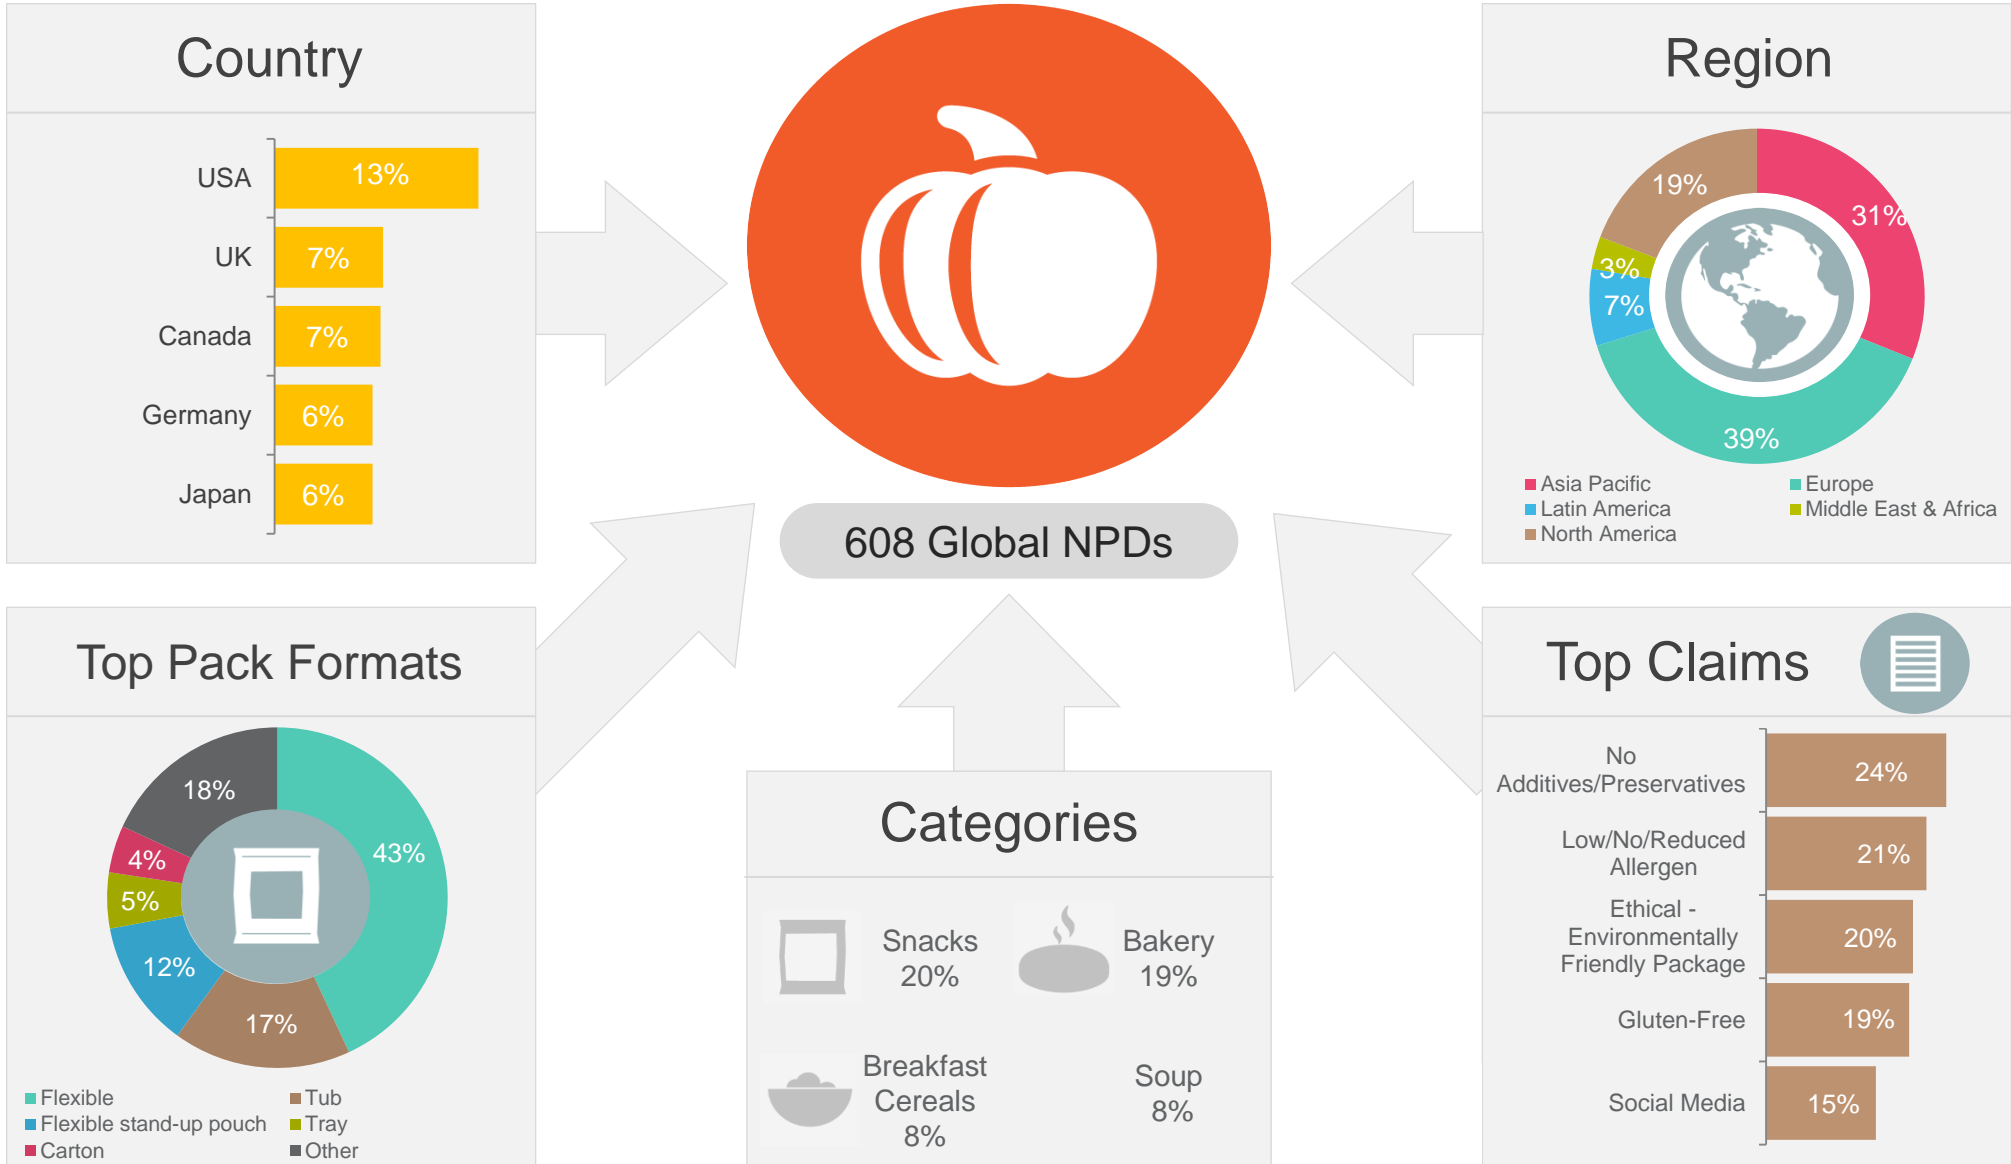 Country
USA
13%
UK
7%
Canada
7%
Germany
6%
Japan
6%
608 Global NPDs
Region
31%
39%
7%
3%
19%
Asia Pacific
Europe
Latin America
Middle East & Africa
North America
Top Pack Formats
43%
17%
12%
5%
4%
18%
Flexible
Tub
Flexible stand-up pouch
Tray
Carton
Other
Categories
Snacks
20%
Bakery
19%
Breakfast
Cereals
8%
Soup
8%
Top Claims
No
Additives/Preservatives
24%
Low/No/Reduced
Allergen
21%
Ethical -
Environmentally
Friendly Package
20%
Gluten-Free
19%
Social Media
15%